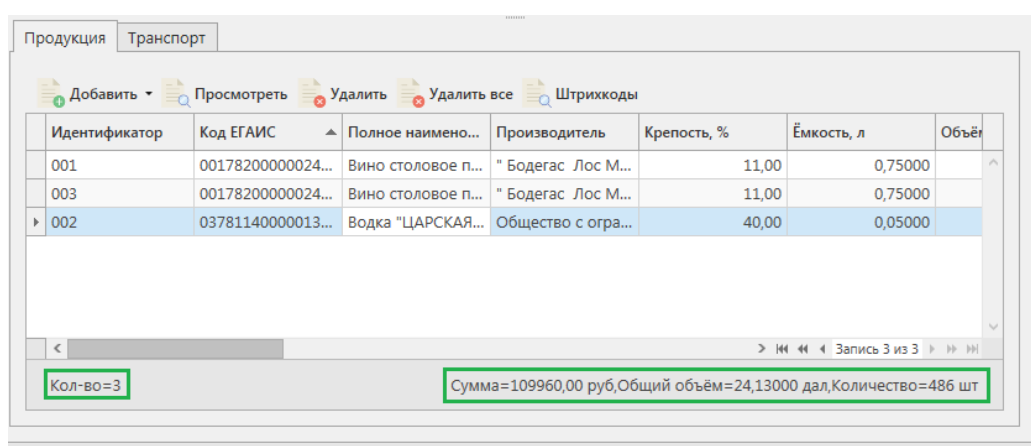 Продукция Транспорт
Добавить Просмотреть Удалить Удалить все Штрихкоды
Идентификатор Код ЕГАИС Полное наимено... Производитель Крепость, % Ёмкость, л Объём
001 00178200000024... Вино столовое п... " Бодегас Лос М... 11,00 0,75000
003 00178200000024... Вино столовое п... " Бодегас Лос М... 11,00 0,75000
002 03781140000013... Водка "ЦАРСКАЯ... Общество с огра... 40,00 0,05000
Запись 3 из 3
Кол-во=3 Сумма=109960,00 руб,Общий объём=24,13000 дал,Количество=486 шт